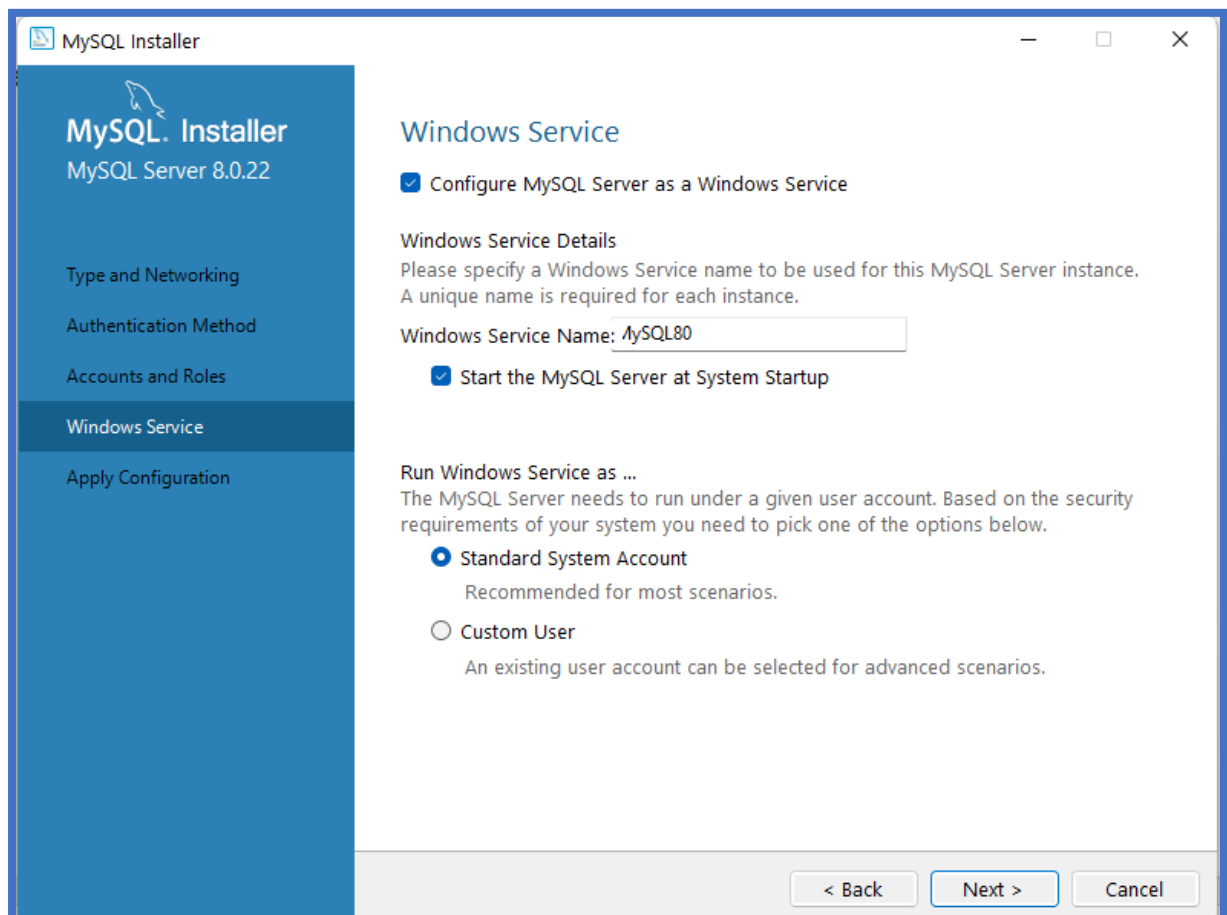 MySQL Installer
MySQL. Installer
MySQL Server 8.0.22
Type and Networking
Authentication Method
Accounts and Roles
Windows Service
Apply Configuration
Windows Service
Configure MySQL Server as a Windows Service
Windows Service Details
Please specify a Windows Service name to be used for this MySQL Server instance.
A unique name is required for each instance.
Windows Service Name: MySQL80
Start the MySQL Server at System Startup
Run Windows Service as ...
The MySQL Server needs to run under a given user account. Based on the security
requirements of your system you need to pick one of the options below.
Standard System Account
Recommended for most scenarios.
Custom User
An existing user account can be selected for advanced scenarios.
< Back
Next >
Cancel